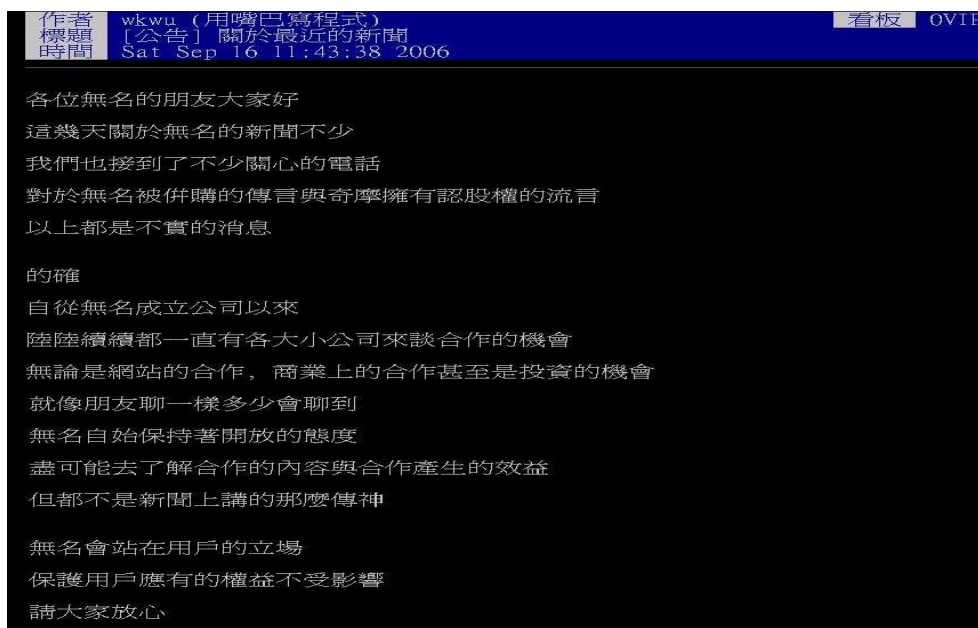 作者 wkwu (用嘴巴寫程式) 看板 OVIE
標題 [公告] 關於最近的新聞
時間 Sat Sep 16 11:43:38 2006
各位無名的朋友大家好
這幾天關於無名的新聞不少
我們也接到了不少關心的電話
對於無名被併購的傳言與奇摩擁有認股權的流言
以上都是不實的消息
的確
自從無名成立公司以來
陸陸續續都一直有各大小公司來談合作的機會
無論是網站的合作, 商業上的合作甚至是投資的機會
就像朋友聊一樣多少會聊到
無名自始保持著開放的態度
盡可能去了解合作的內容與合作產生的效益
但都不是新聞上講的那麼傳神
無名會站在用戶的立場
保護用戶應有的權益不受影響
請大家放心